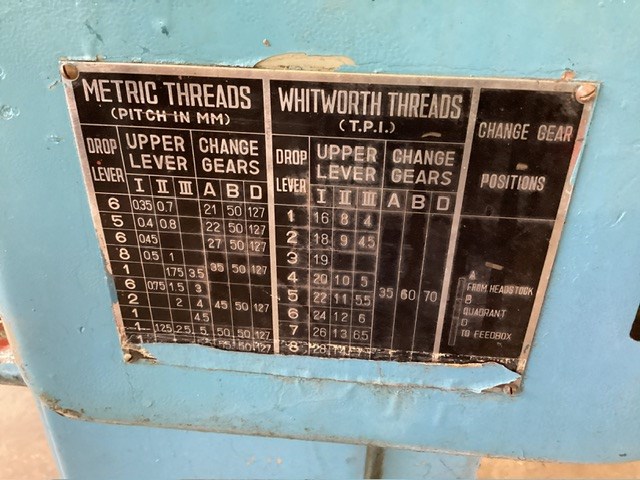 METRIC THREADS
(PITCH IN MM)
DROP LEVER UPPER LEVER CHANGE GEARS
I II III A B D
6 0.35 0.7 21 50 127
5 0.4 0.8 22 50 127
6 0.45 27 50 127
8 0.5 1
1 1.75 3.5 35 50 127
6 0.75 1.5 3
2 2 4 45 50 127
1 4.5
1 1.25 2.5 5 50 50 127
50 127
WHITWORTH THREADS
(T.P.I.)
DROP LEVER UPPER LEVER CHANGE GEARS
I II III A B D
1 16 8 4
2 18 9 4.5
3 19
4 20 10 5
5 22 11 5.5 35 60 70
6 24 12 6
7 26 13 6.5
8 28
CHANGE GEAR
POSITIONS
A
FROM HEADSTOCK
B
QUADRANT
D
TO FEEDBOX